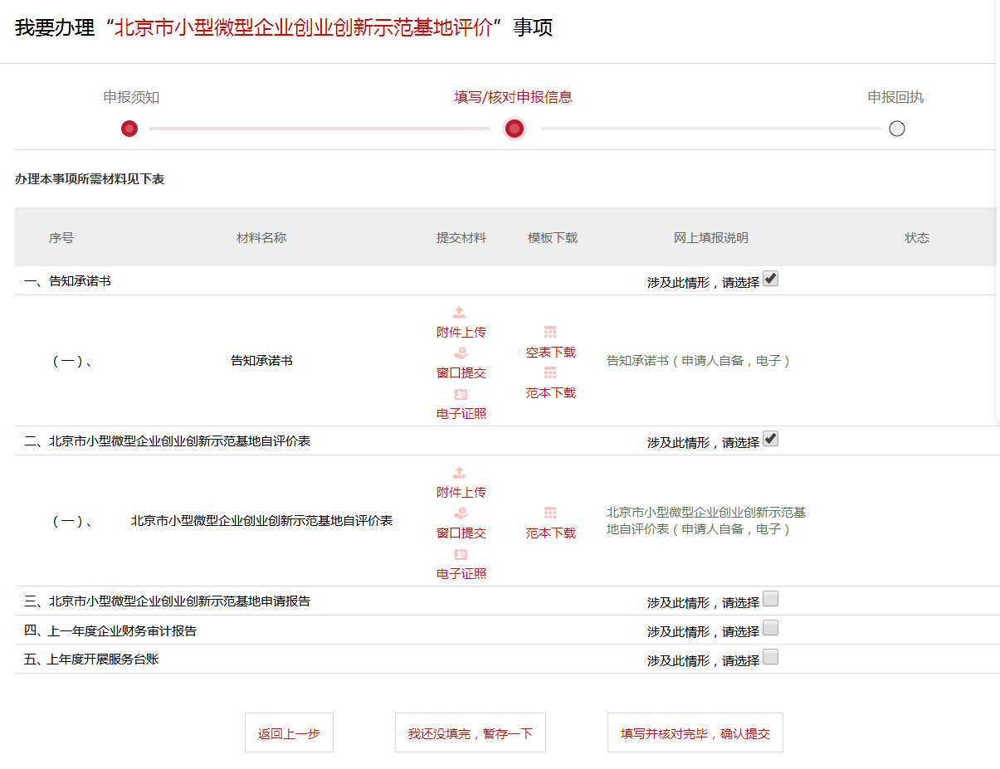 我要办理“北京市小型微型企业创业创新示范基地评价”事项
申报须知 填写/核对申报信息 申报回执
办理本事项所需材料见下表
序号 材料名称 提交材料 模板下载 网上填报说明 状态
一、告知承诺书 涉及此情形，请选择
附件上传
空表下载
（一）、 告知承诺书 窗口提交 告知承诺书（申请人自备，电子）
范本下载
电子证照
二、北京市小型微型企业创业创新示范基地自评价表 涉及此情形，请选择
附件上传
北京市小型微型企业创业创新示范基
（一）、 北京市小型微型企业创业创新示范基地自评价表 窗口提交 范本下载 地自评价表（申请人自备，电子）
电子证照
三、北京市小型微型企业创业创新示范基地申请报告 涉及此情形，请选择
四、上一年度企业财务审计报告 涉及此情形，请选择
五、上年度开展服务台账 涉及此情形，请选择
返回上一步 我还没填完，暂存一下 填写并核对完毕，确认提交